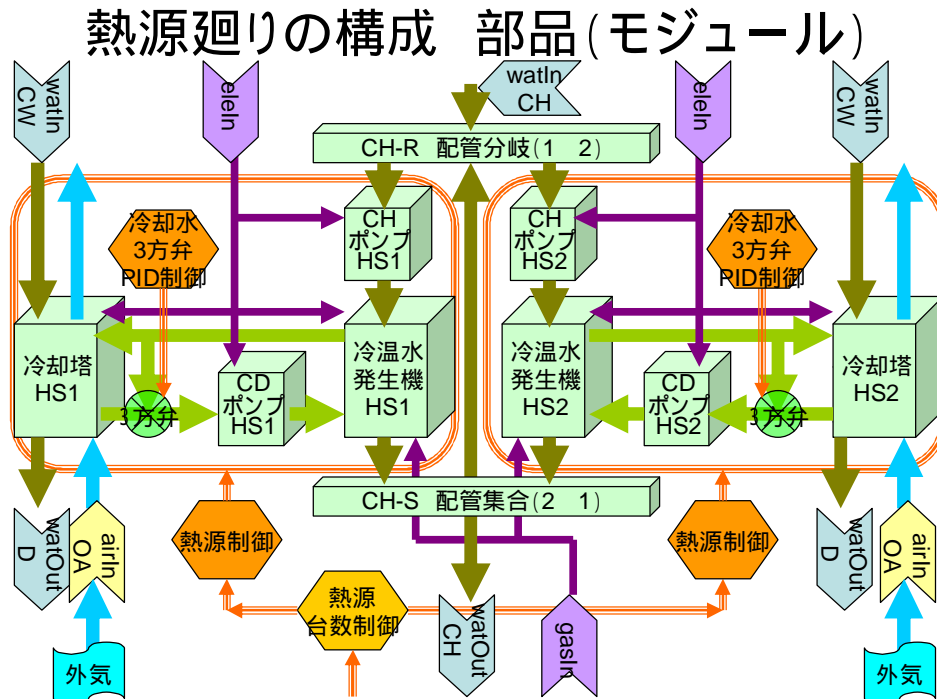 熱源廻りの構成 部品(モジュール)
watIn
CW
eleIn
watIn
CH
eleIn
watIn
CW
CH-R 配管分岐(1 2)
冷却水
3方弁
PID制御
CH
ポンプ
HS1
CH
ポンプ
HS2
冷却水
3方弁
PID制御
冷却塔
HS1
3方弁
CD
ポンプ
HS1
冷温水
発生機
HS1
冷温水
発生機
HS2
CD
ポンプ
HS2
3方弁
冷却塔
HS2
CH-S 配管集合(2 1)
watOut
D
airIn
OA
熱源制御
熱源制御
watOut
D
airIn
OA
熱源
台数制御
watOut
CH
gasIn
外気
外気